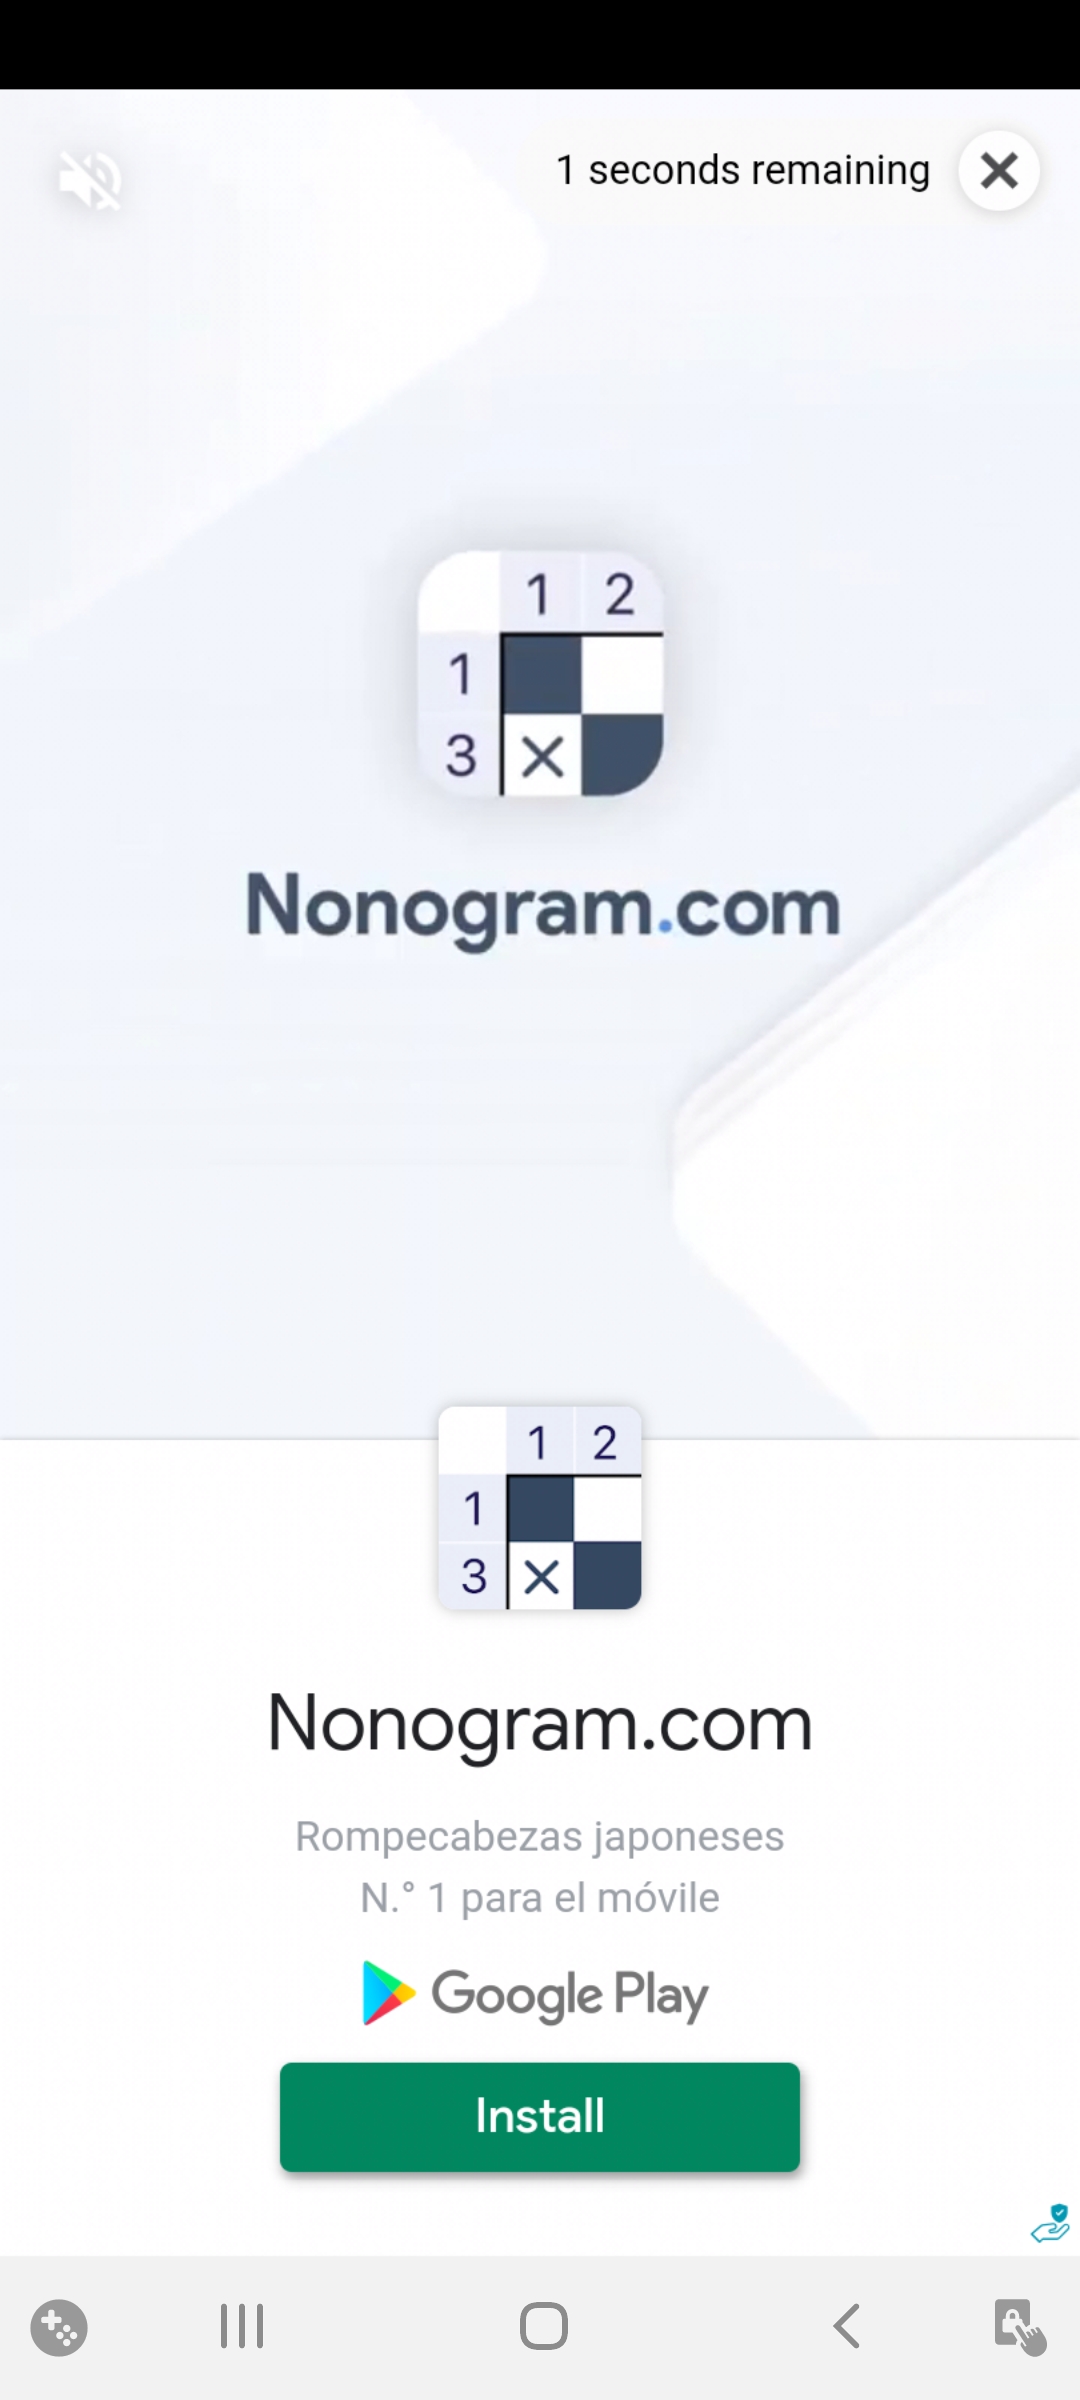 1 seconds remaining
1 2
1
3
Nonogram.com
1 2
1
3
Nonogram.com
Rompecabezas japoneses
N.° 1 para el móvile
Google Play
Install